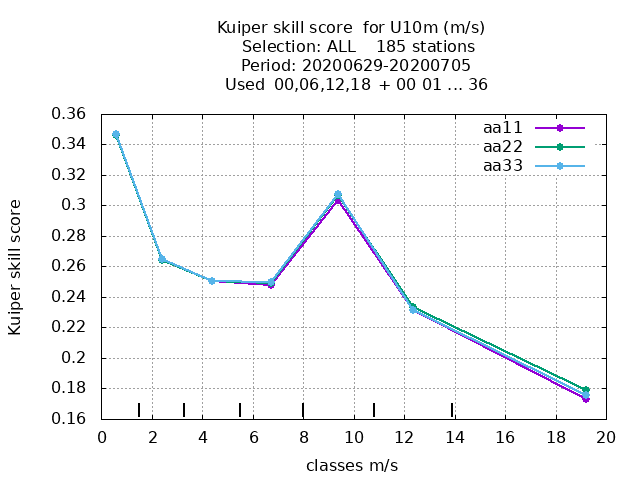 Kuiper skill score for U10m (m/s)
Selection: ALL 185 stations
Period: 20200629-20200705
Used 00,06,12,18 + 00 01 ... 36
aa11
aa22
aa33
0.36
0.34
0.32
0.3
0.28
0.26
0.24
0.22
0.2
0.18
0.16
Kuiper skill score
0 2 4 6 8 10 12 14 16 18 20
classes m/s